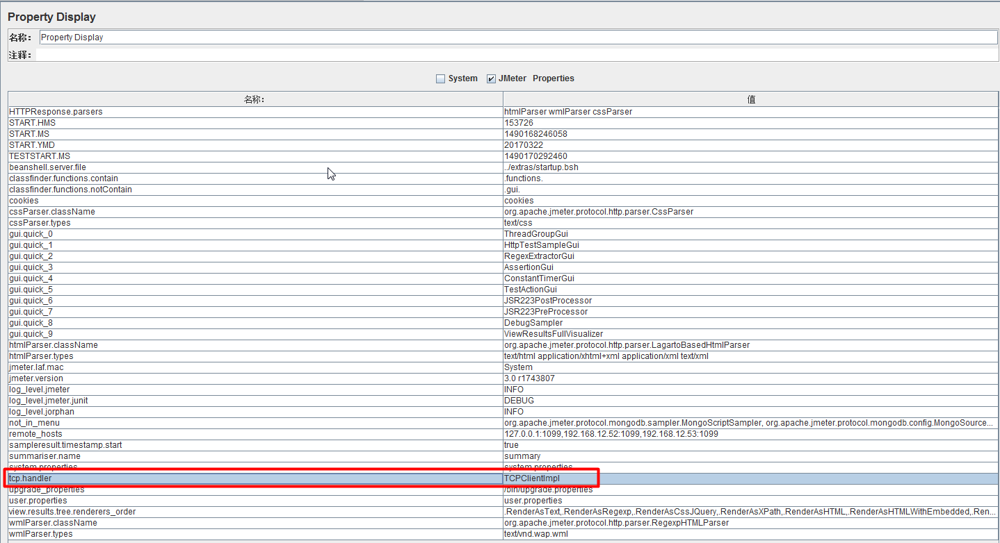 Property Display
名称： Property Display
注释：
System JMeter Properties
名称： 值
HTTPResponse.parsers htmlParser wmlParser cssParser
START.HMS 153726
START.MS 1490168246058
START.YMD 20170322
TESTSTART.MS 1490170292460
beanshell.server.file ../extras/startup.bsh
classfinder.functions.contain .functions.
classfinder.functions.notContain .gui.
cookies cookies
cssParser.className org.apache.jmeter.protocol.http.parser.CssParser
cssParser.types text/css
gui.quick_0 ThreadGroupGui
gui.quick_1 HttpTestSampleGui
gui.quick_2 RegexExtractorGui
gui.quick_3 AssertionGui
gui.quick_4 ConstantTimerGui
gui.quick_5 TestActionGui
gui.quick_6 JSR223PostProcessor
gui.quick_7 JSR223PreProcessor
gui.quick_8 DebugSampler
gui.quick_9 ViewResultsFullVisualizer
htmlParser.className org.apache.jmeter.protocol.http.parser.LagartoBasedHtmlParser
htmlParser.types text/html application/xhtml+xml application/xml text/xml
jmeter.laf.mac System
jmeter.version 3.0 r1743807
log_level.jmeter INFO
log_level.jmeter.junit DEBUG
log_level.jorphan INFO
not_in_menu org.apache.jmeter.protocol.mongodb.sampler.MongoScriptSampler, org.apache.jmeter.protocol.mongodb.config.MongoSource...
remote_hosts 127.0.0.1:1099,192.168.12.52:1099,192.168.12.53:1099
sampleresult.timestamp.start true
summariser.name summary
system.properties system.properties
tcp.handler TCPClientImpl
upgrade_properties /bin/upgrade.properties
user.properties user.properties
view.results.tree.renderers_order .RenderAsText,.RenderAsRegexp,.RenderAsCssJQuery,.RenderAsXPath,.RenderAsHTML,.RenderAsHTMLWithEmbedded,.Ren...
wmlParser.className org.apache.jmeter.protocol.http.parser.RegexpHTMLParser
wmlParser.types text/vnd.wap.wml